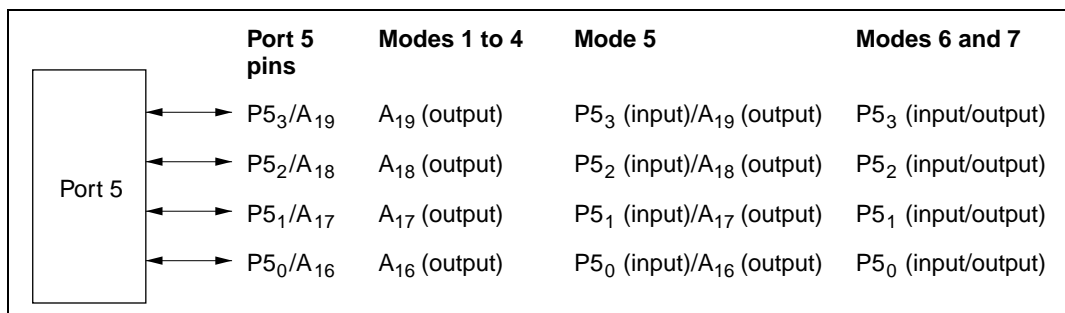 Port 5 pins Modes 1 to 4 Mode 5 Modes 6 and 7
P5₃/A₁₉ A₁₉ (output) P5₃ (input)/A₁₉ (output) P5₃ (input/output)
P5₂/A₁₈ A₁₈ (output) P5₂ (input)/A₁₈ (output) P5₂ (input/output)
Port 5
P5₁/A₁₇ A₁₇ (output) P5₁ (input)/A₁₇ (output) P5₁ (input/output)
P5₀/A₁₆ A₁₆ (output) P5₀ (input)/A₁₆ (output) P5₀ (input/output)